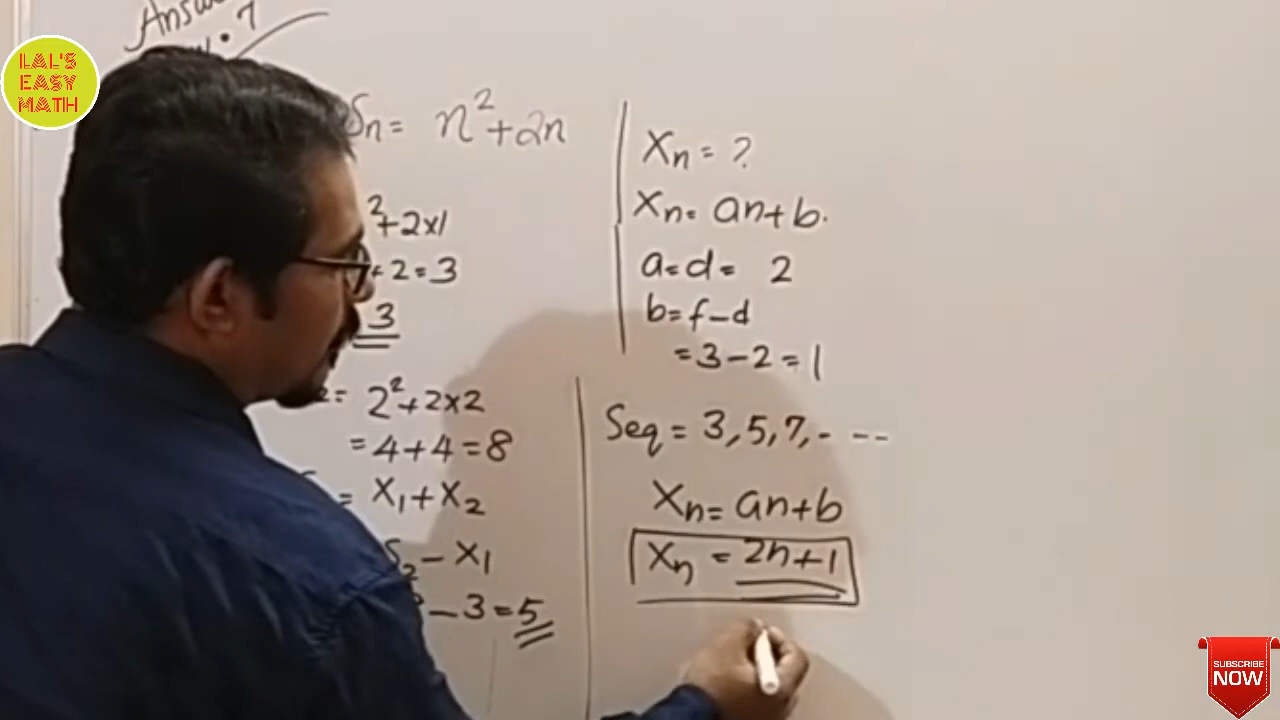 LAL'S
EASY
MATH
7
Sn = n²+2n
²+2x1
+2=3
3
2= 2²+2x2
=4+4=8
= X₁+X₂
S₂-X₁
-3=5
Xn = ?
Xn= an+b.
a=d= 2
b=f-d
=3-2=1
Seq = 3,5,7,- --
Xn= an+b
Xn = 2n+1
SUBSCRIBE
NOW